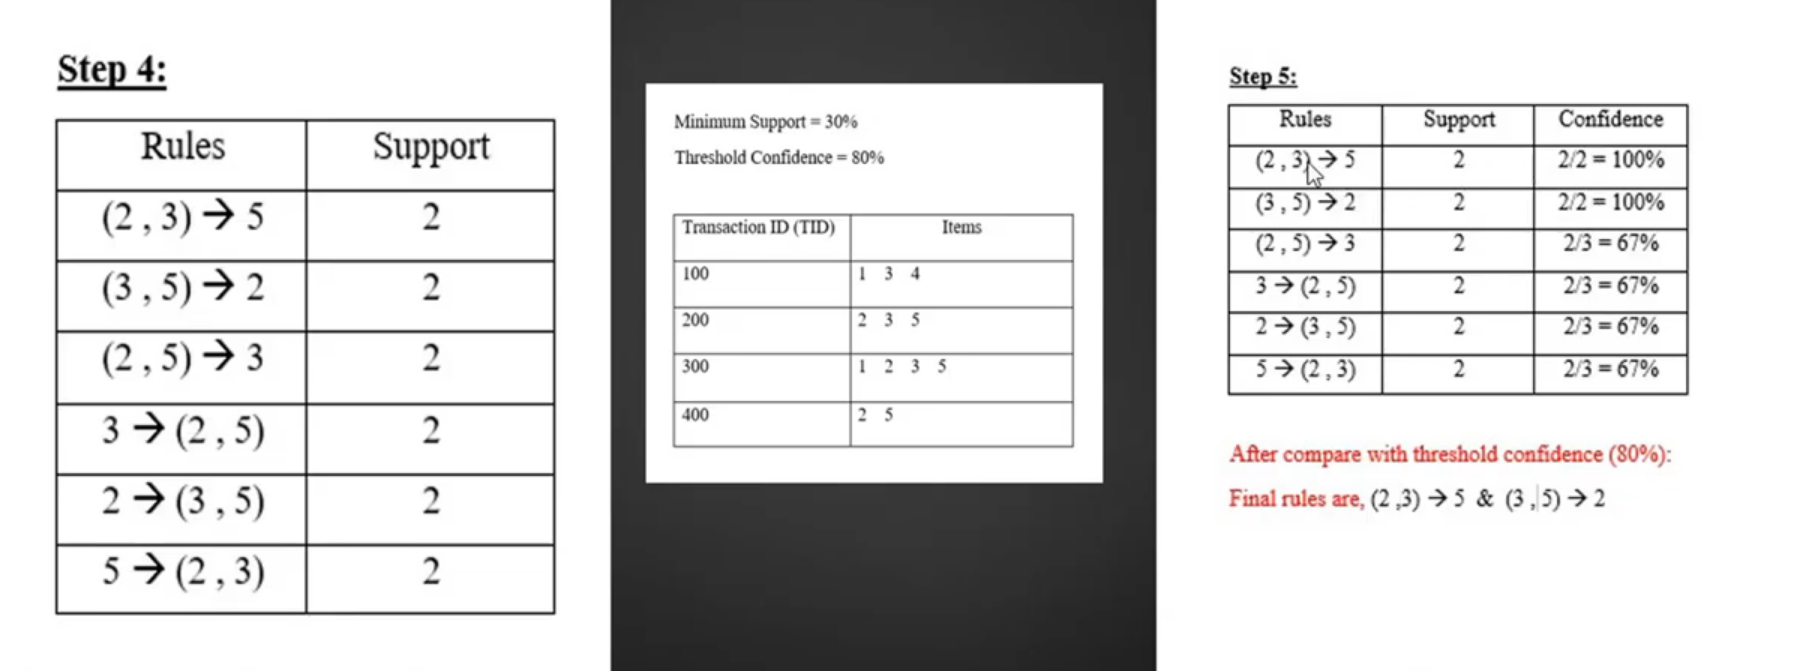 Step 4:
Rules Support
(2 , 3) → 5 2
(3 , 5) → 2 2
(2 , 5) → 3 2
3 → (2 , 5) 2
2 → (3 , 5) 2
5 → (2 , 3) 2
Minimum Support = 30%
Threshold Confidence = 80%
Transaction ID (TID) Items
100 1 3 4
200 2 3 5
300 1 2 3 5
400 2 5
Step 5:
Rules Support Confidence
(2 , 3) → 5 2 2/2 = 100%
(3 , 5) → 2 2 2/2 = 100%
(2 , 5) → 3 2 2/3 = 67%
3 → (2 , 5) 2 2/3 = 67%
2 → (3 , 5) 2 2/3 = 67%
5 → (2 , 3) 2 2/3 = 67%
After compare with threshold confidence (80%):
Final rules are, (2 ,3) → 5 & (3 , 5) → 2